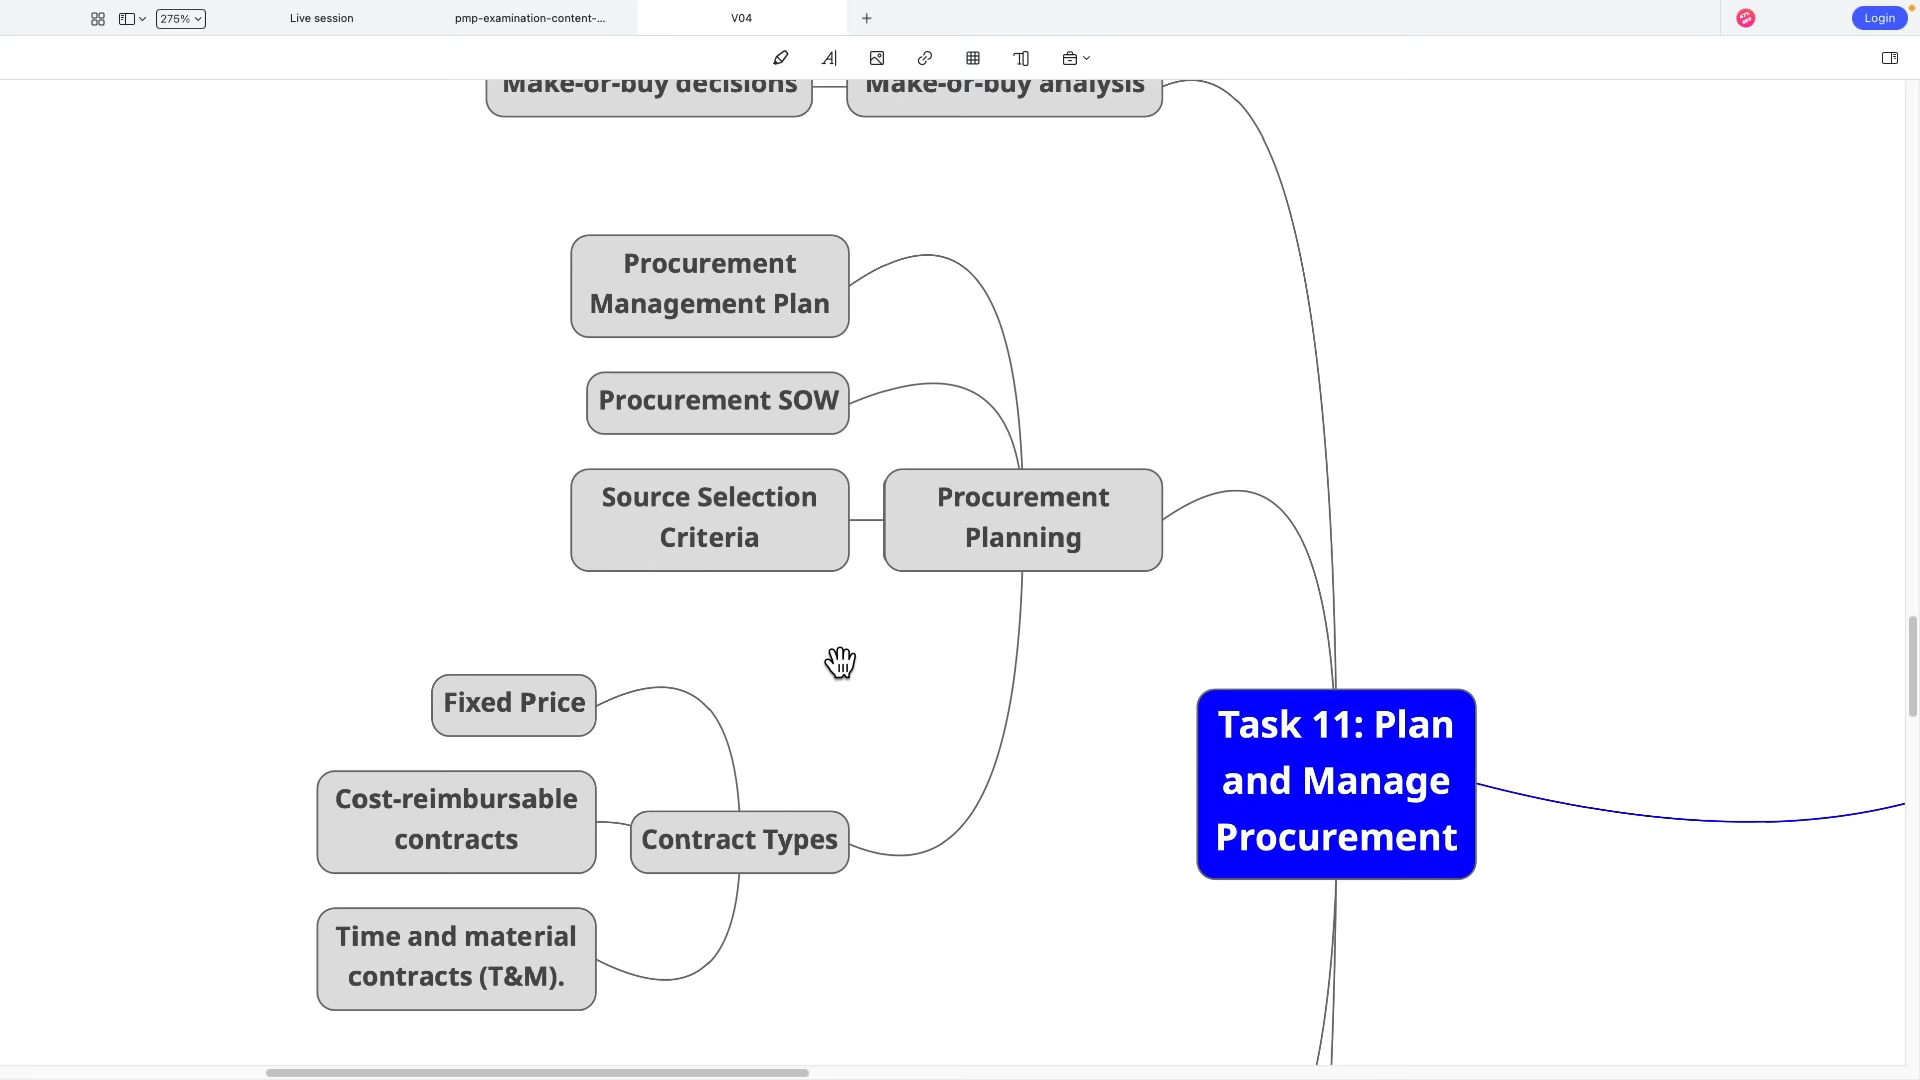 275%
Live session
pmp-examination-content-...
V04
Login
Make-or-buy decisions
Make-or-buy analysis
Procurement
Management Plan
Procurement SOW
Source Selection
Criteria
Procurement
Planning
Fixed Price
Cost-reimbursable
contracts
Contract Types
Time and material
contracts (T&M).
Task 11: Plan
and Manage
Procurement